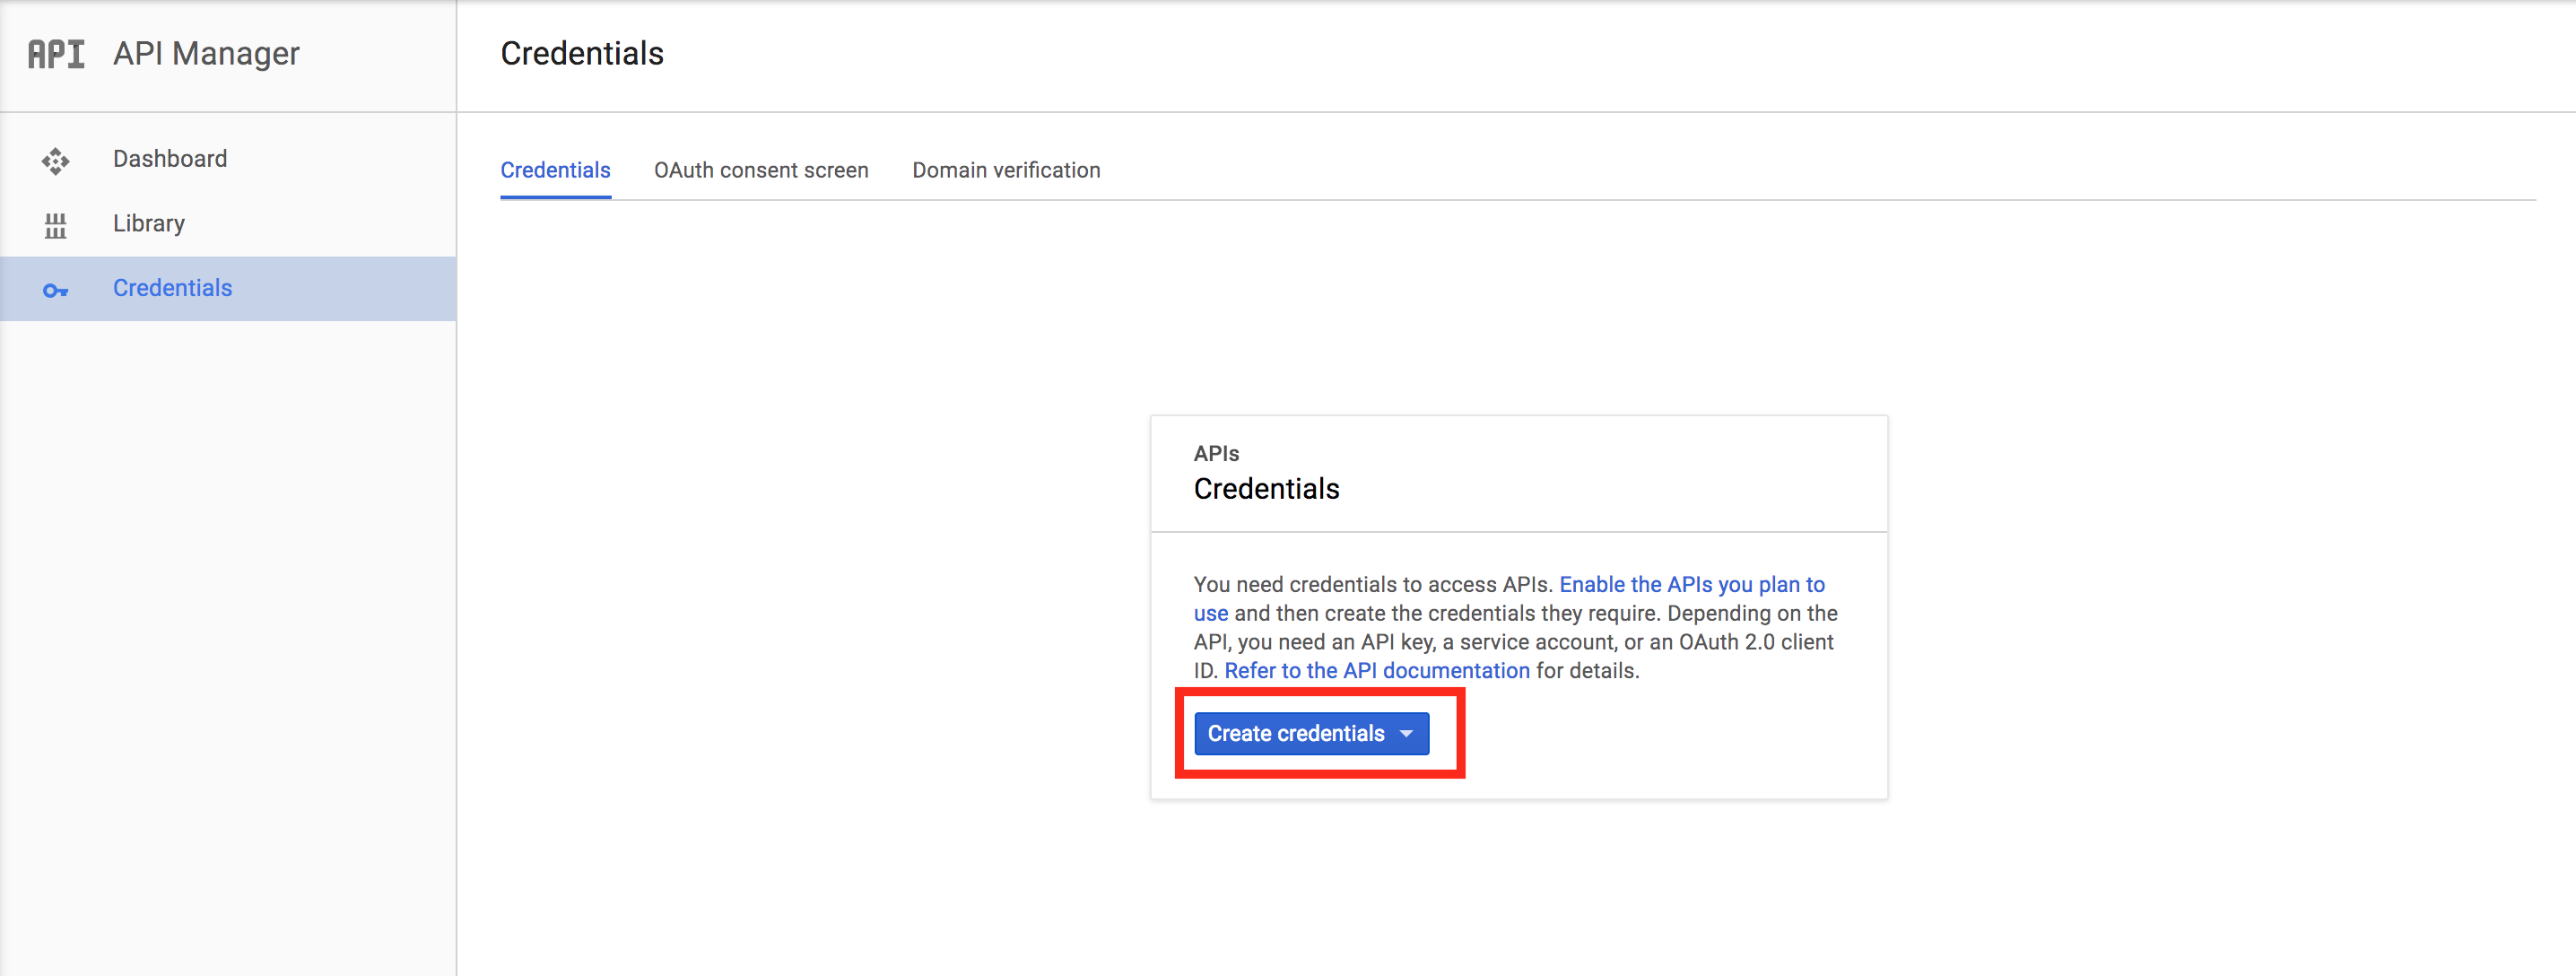 API API Manager
Credentials
Dashboard
Library
Credentials
Credentials OAuth consent screen Domain verification
APIs
Credentials
You need credentials to access APIs. Enable the APIs you plan to
use and then create the credentials they require. Depending on the
API, you need an API key, a service account, or an OAuth 2.0 client
ID. Refer to the API documentation for details.
Create credentials